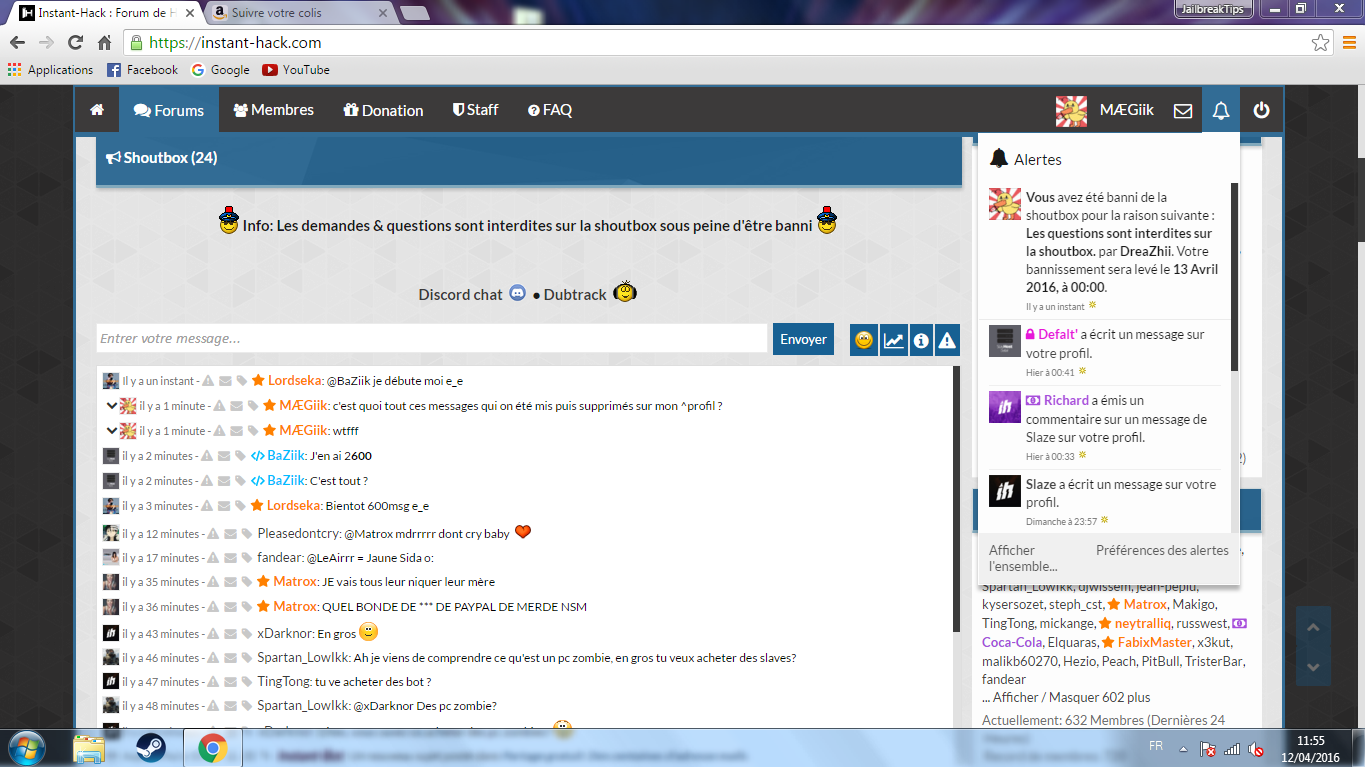 Instant-Hack : Forum de H
Suivre votre colis
JailbreakTips
https://instant-hack.com
Applications
Facebook
Google
YouTube
Forums
Membres
Donation
Staff
FAQ
MÆGiik
Shoutbox (24)
Info: Les demandes & questions sont interdites sur la shoutbox sous peine d'être banni
Discord chat • Dubtrack
Entrer votre message...
Envoyer
Il y a un instant - Lordseka: @BaZiik je débute moi e_e
il y a 1 minute - MÆGiik: c'est quoi tout ces messages qui on été mis puis supprimés sur mon ^profil ?
il y a 1 minute - MÆGiik: wtfff
il y a 2 minutes - BaZiik: J'en ai 2600
il y a 2 minutes - BaZiik: C'est tout ?
il y a 3 minutes - Lordseka: Bientot 600msg e_e
il y a 12 minutes - Pleasedontcry: @Matrox mdrrrrr dont cry baby
il y a 17 minutes - fandear: @LeAirrr = Jaune Sida o:
il y a 35 minutes - Matrox: JE vais tous leur niquer leur mère
il y a 36 minutes - Matrox: QUEL BONDE DE *** DE PAYPAL DE MERDE NSM
il y a 43 minutes - xDarknor: En gros
il y a 46 minutes - Spartan_LowIkk: Ah je viens de comprendre ce qu'est un pc zombie, en gros tu veux acheter des slaves?
il y a 47 minutes - TingTong: tu ve acheter des bot ?
il y a 48 minutes - Spartan_LowIkk: @xDarknor Des pc zombie?
Alertes
Vous avez été banni de la
shoutbox pour la raison suivante :
Les questions sont interdites sur
la shoutbox. par DreaZhii. Votre
bannissement sera levé le 13 Avril
2016, à 00:00.
Il y a un instant
Defalt' a écrit un message sur
votre profil.
Hier à 00:41
Richard a émis un
commentaire sur un message de
Slaze sur votre profil.
Hier à 00:33
Slaze a écrit un message sur votre
profil.
Dimanche à 23:57
Afficher
l'ensemble...
Préférences des alertes
Spartan_LowIkk, djwissem, jean-peplu,
kysersozet, steph_cst, Matrox, Makigo,
TingTong, mickange, neytralliq, russwest,
Coca-Cola, Elquaras, FabixMaster, x3kut,
malikb60270, Hezio, Peach, PitBull, TristerBar,
fandear
... Afficher / Masquer 602 plus
Actuellement: 632 Membres (Dernières 24
FR
11:55
12/04/2016